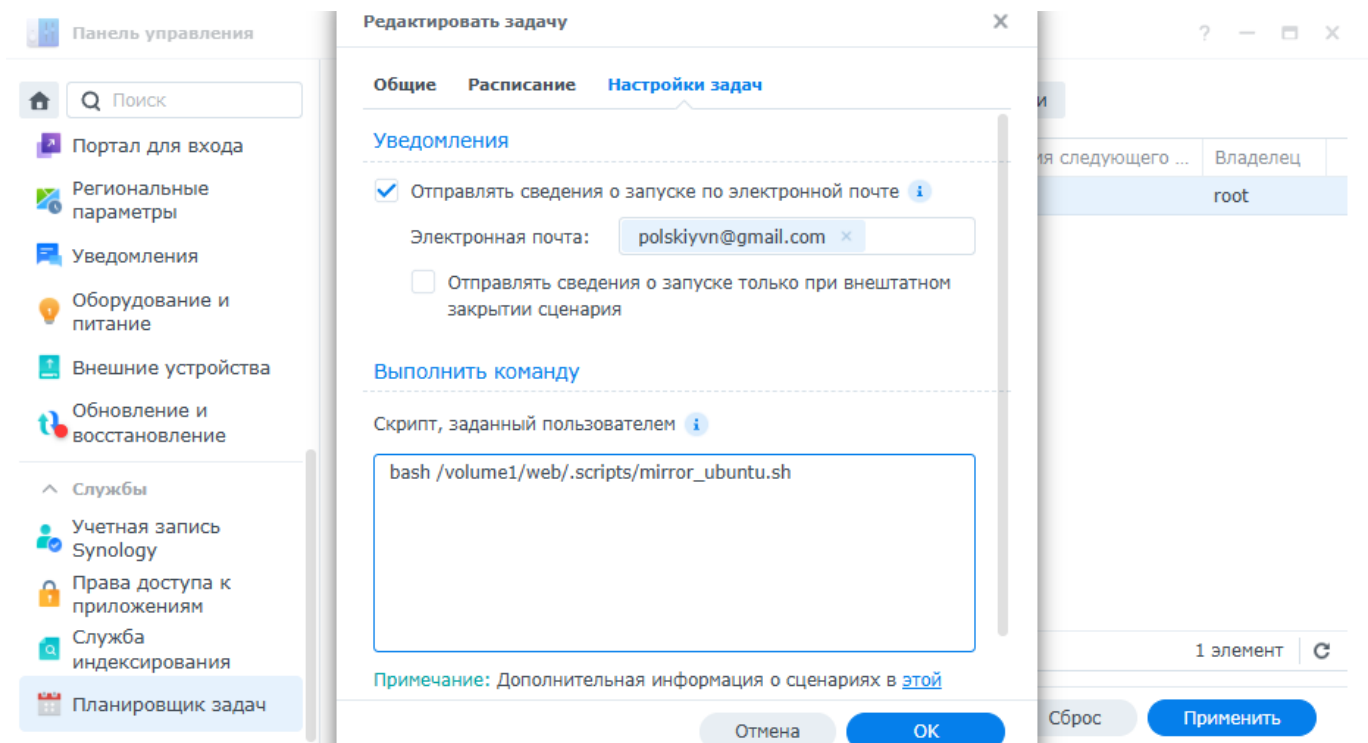 Панель управления
Поиск
Портал для входа
Региональные
параметры
Уведомления
Оборудование и
питание
Внешние устройства
Обновление и
восстановление
Службы
Учетная запись
Synology
Права доступа к
приложениям
Служба
индексирования
Планировщик задач
Редактировать задачу
Общие Расписание Настройки задач
Уведомления
Отправлять сведения о запуске по электронной почте
Электронная почта: polskiyvn@gmail.com
Отправлять сведения о запуске только при внештатном
закрытии сценария
Выполнить команду
Скрипт, заданный пользователем
bash /volume1/web/.scripts/mirror_ubuntu.sh
Примечание: Дополнительная информация о сценариях в этой
Отмена OK
и
мя следующего ... Владелец
root
1 элемент
Сброс Применить